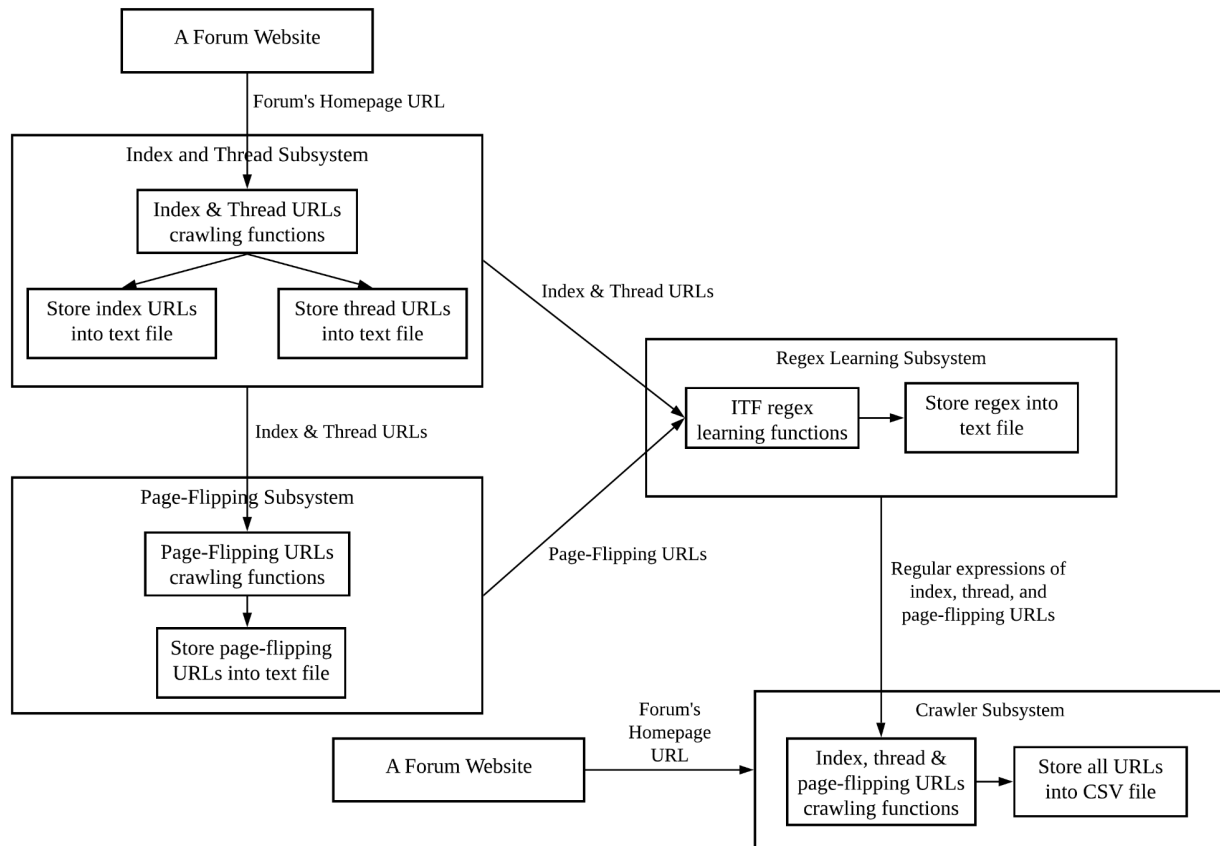 A Forum Website
Forum's Homepage URL
Index and Thread Subsystem
Index & Thread URLs
crawling functions
Store index URLs
into text file
Store thread URLs
into text file
Index & Thread URLs
Index & Thread URLs
Page-Flipping Subsystem
Page-Flipping URLs
crawling functions
Store page-flipping
URLs into text file
Page-Flipping URLs
Regex Learning Subsystem
ITF regex
learning functions
Store regex into
text file
Regular expressions of
index, thread, and
page-flipping URLs
A Forum Website
Forum's
Homepage
URL
Crawler Subsystem
Index, thread &
page-flipping URLs
crawling functions
Store all URLs
into CSV file